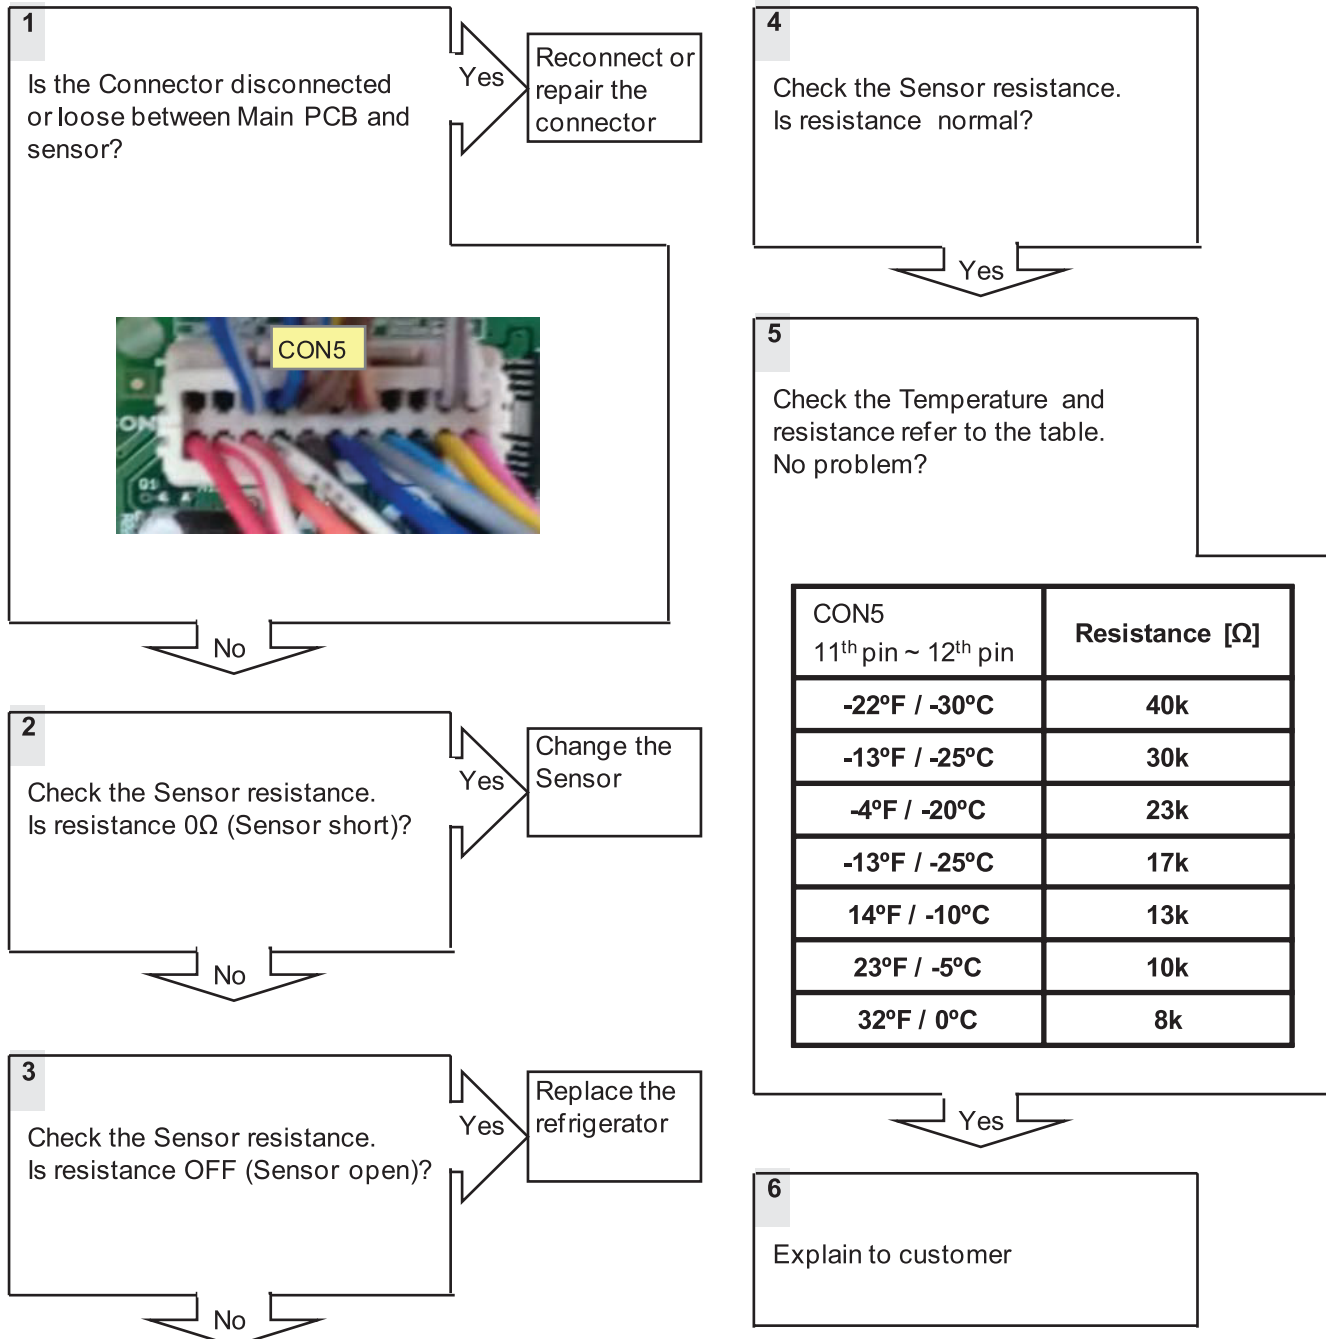 1
Is the Connector disconnected
or loose between Main PCB and
sensor?
Yes
Reconnect or
repair the
connector
CON5
No
2
Check the Sensor resistance.
Is resistance 0Ω (Sensor short)?
Yes
Change the
Sensor
No
3
Check the Sensor resistance.
Is resistance OFF (Sensor open)?
Yes
Replace the
refrigerator
No
4
Check the Sensor resistance.
Is resistance normal?
Yes
5
Check the Temperature and
resistance refer to the table.
No problem?
CON5
11th pin ~ 12th pin
Resistance [Ω]
-22ºF / -30ºC 40k
-13ºF / -25ºC 30k
-4ºF / -20ºC 23k
-13ºF / -25ºC 17k
14ºF / -10ºC 13k
23ºF / -5ºC 10k
32ºF / 0ºC 8k
Yes
6
Explain to customer